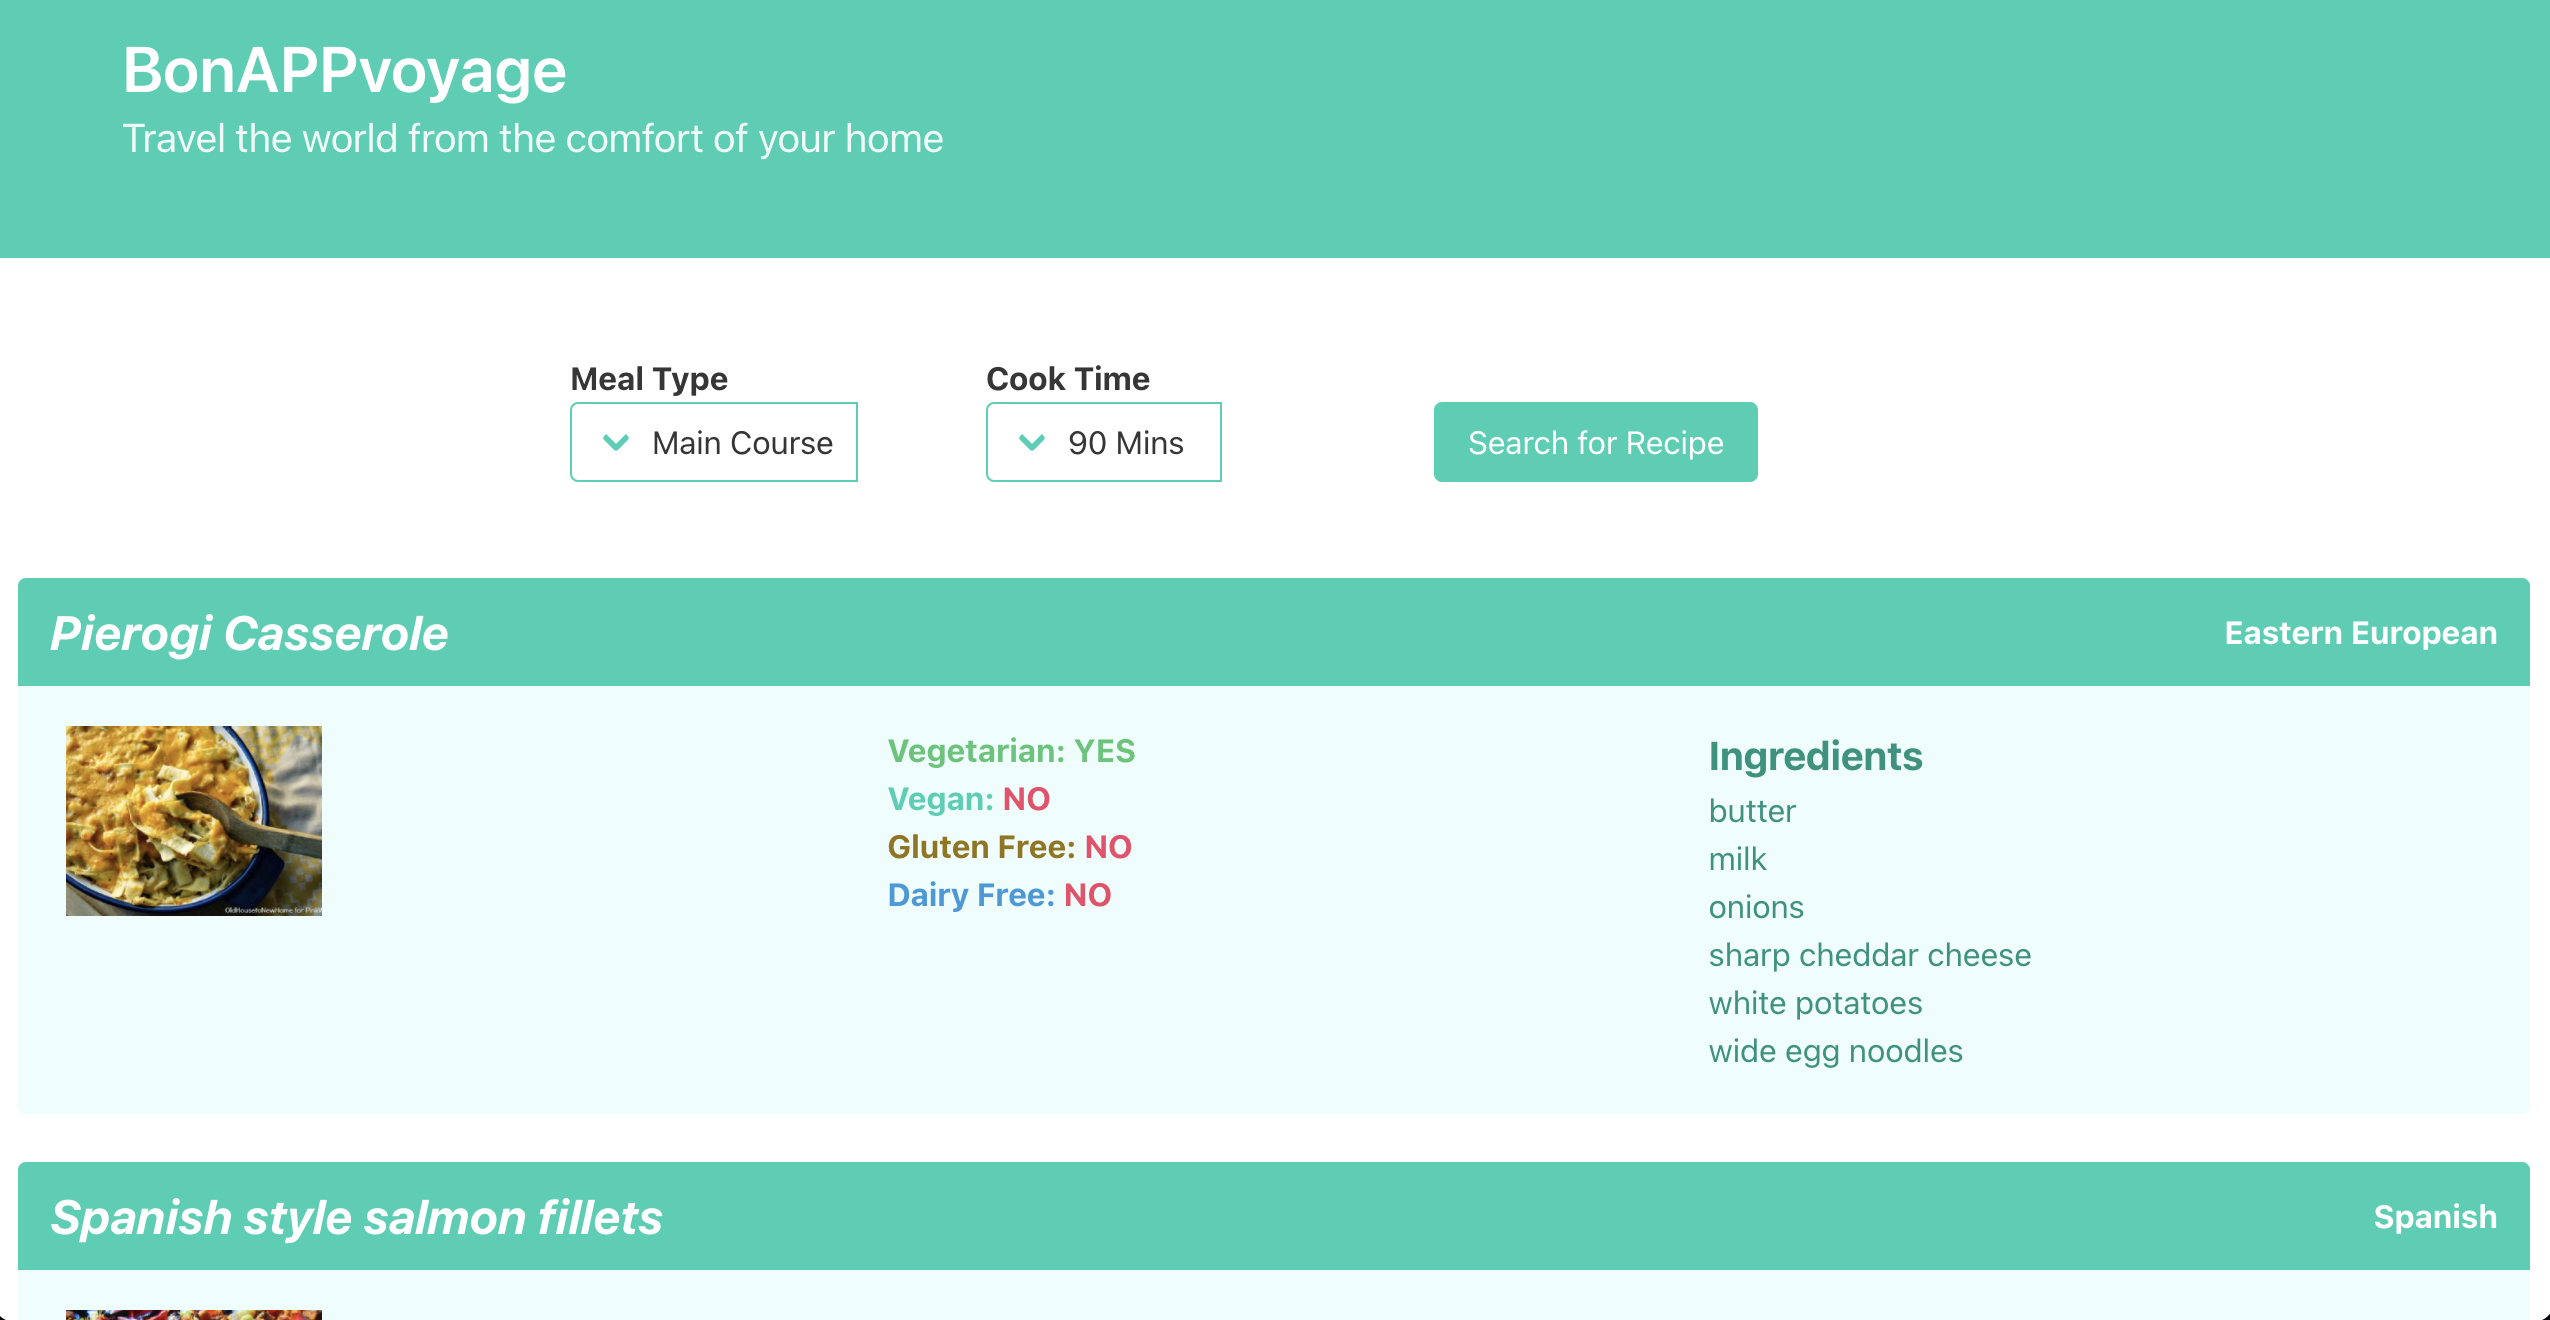 BonAPPvoyage
Travel the world from the comfort of your home
Meal Type
Cook Time
Main Course
90 Mins
Search for Recipe
Pierogi Casserole
Eastern European
Vegetarian: YES
Vegan: NO
Gluten Free: NO
Dairy Free: NO
Ingredients
butter
milk
onions
sharp cheddar cheese
white potatoes
wide egg noodles
OldHousetoNewHome for
Spanish style salmon fillets
Spanish